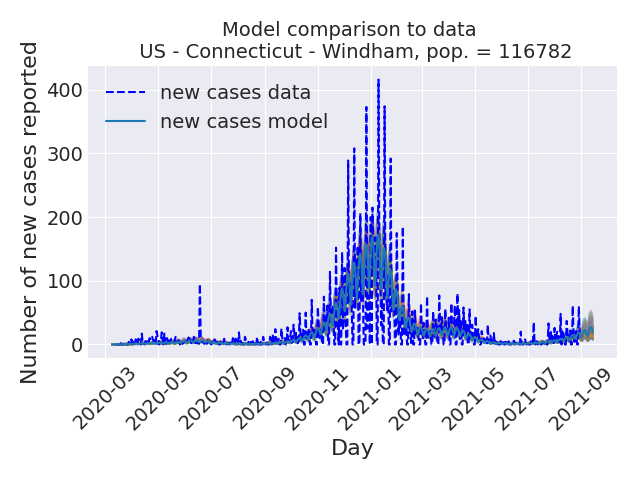 Model comparison to data
US - Connecticut - Windham, pop. = 116782
Number of new cases reported
400
300
200
100
0
new cases data
new cases model
2020-03
2020-05
2020-07
2020-09
2020-11
2021-01
2021-03
2021-05
2021-07
2021-09
Day